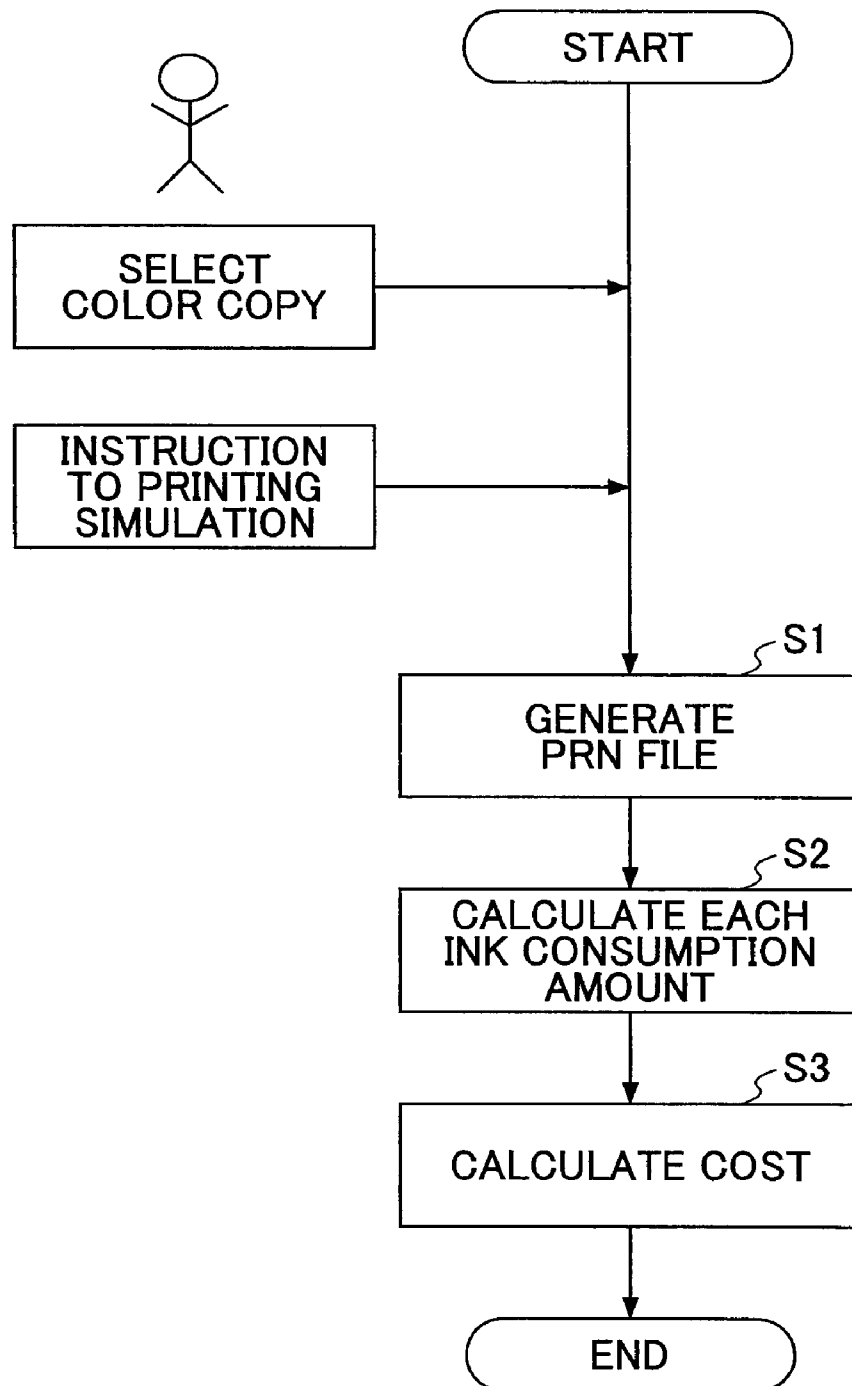 START
SELECT
COLOR COPY
INSTRUCTION
TO PRINTING
SIMULATION
S1
GENERATE
PRN FILE
S2
CALCULATE EACH
INK CONSUMPTION
AMOUNT
S3
CALCULATE COST
END